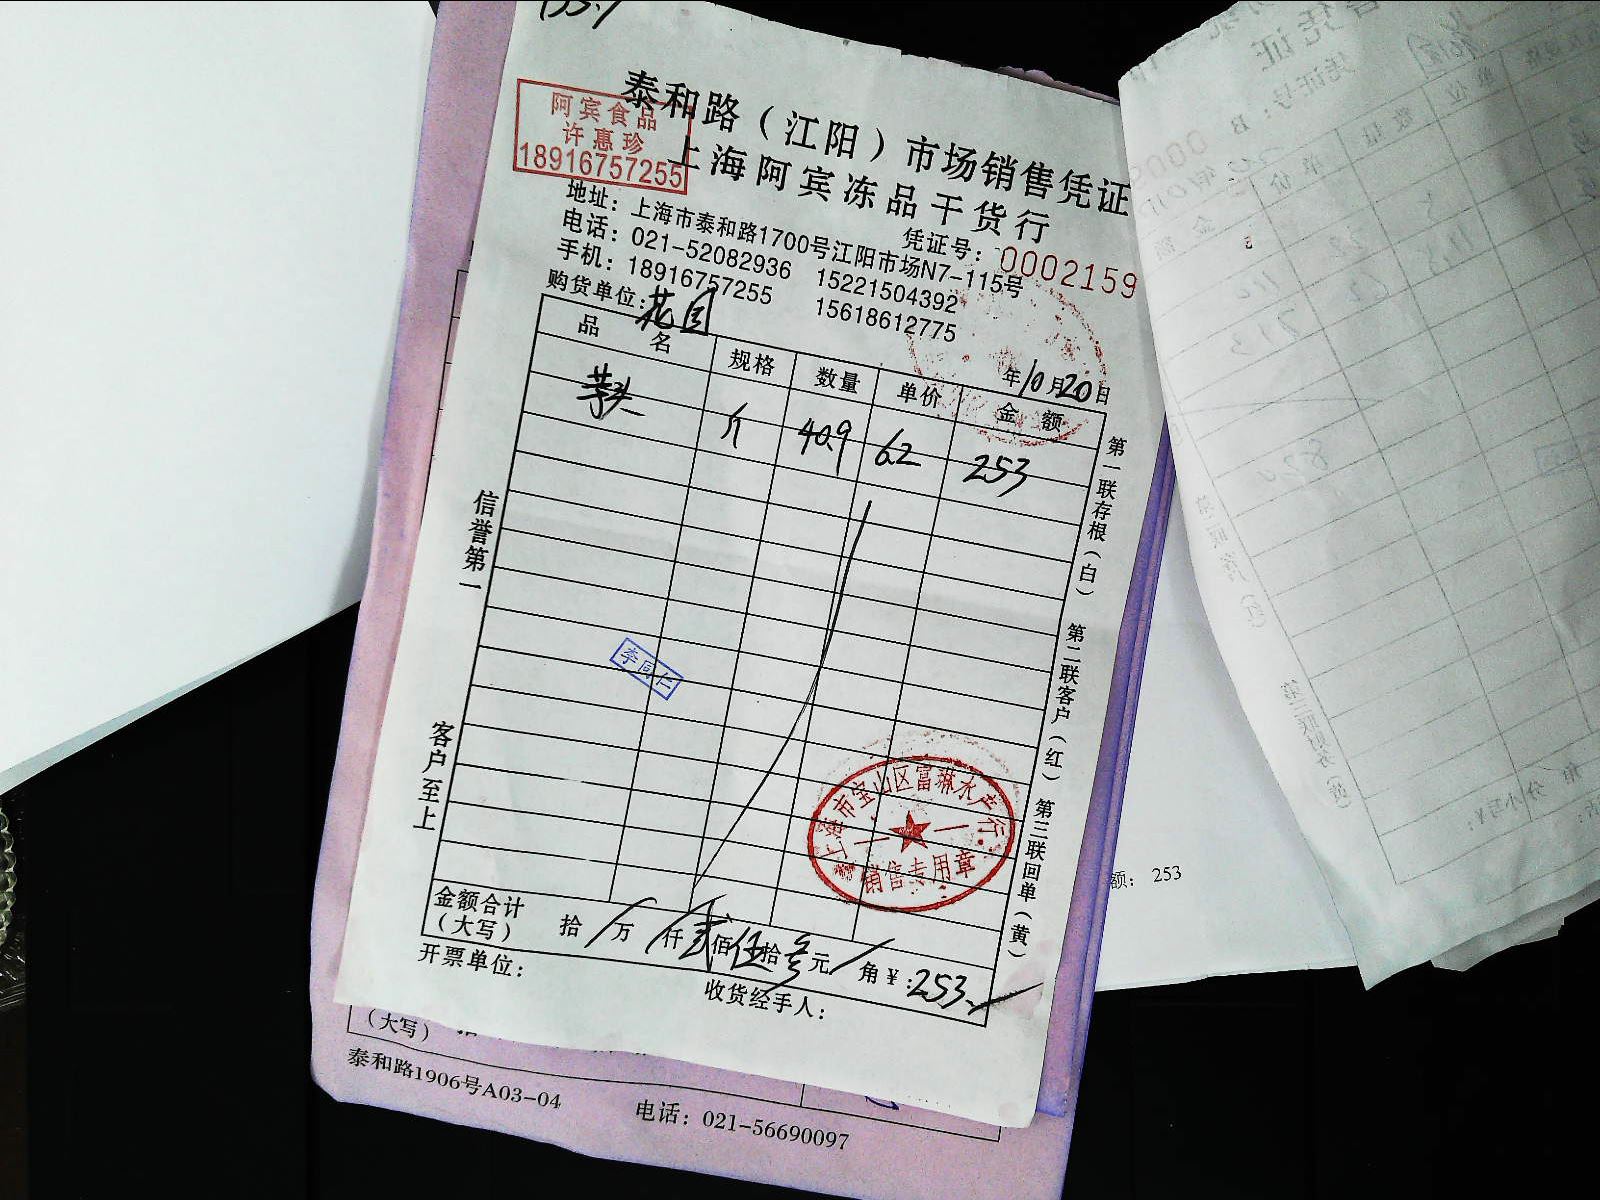 泰和路（江阳）市场销售凭证
上海阿宾冻品干货行
阿宾食品
许惠珍
18916757255
凭证号：0002159
地址：上海市泰和路1700号江阳市场N7-115号
电话：021-52082936 15221504392
手机：18916757255 15618612775
购货单位：花园
年10月20日
品名 规格 数量 单价 金额
芋头 斤 40.9 6.2 253
第一联存根（白） 第二联客户（红） 第三联回单（黄）
信誉第一 客户至上
李同仁
上海市宝山区富琳水产行
销售专用章
金额合计（大写） 拾/万/仟贰佰伍拾叁元/角¥：253.
开票单位：
收货经手人：
额：253
（大写）
泰和路1906号A03-04 电话：021-56690097